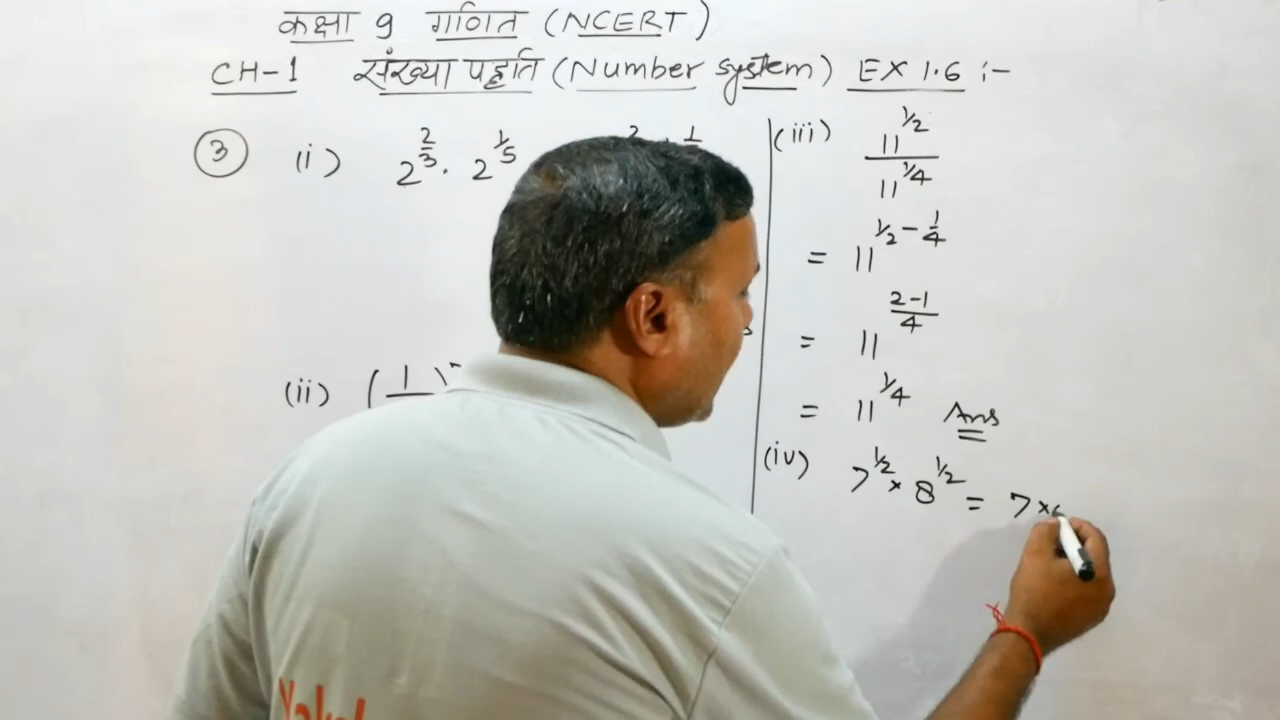 कक्षा 9 गणित (NCERT)
CH-1 संख्या पद्दति (Number system) EX 1.6 :-
3 (i) 2^{2/3} . 2^{1/5}
(ii) (1
(iii) 11^{1/2} / 11^{1/4}
= 11^{1/2 - 1/4}
= 11^{(2-1)/4}
= 11^{1/4} Ans
(iv) 7^{1/2} × 8^{1/2} = 7×